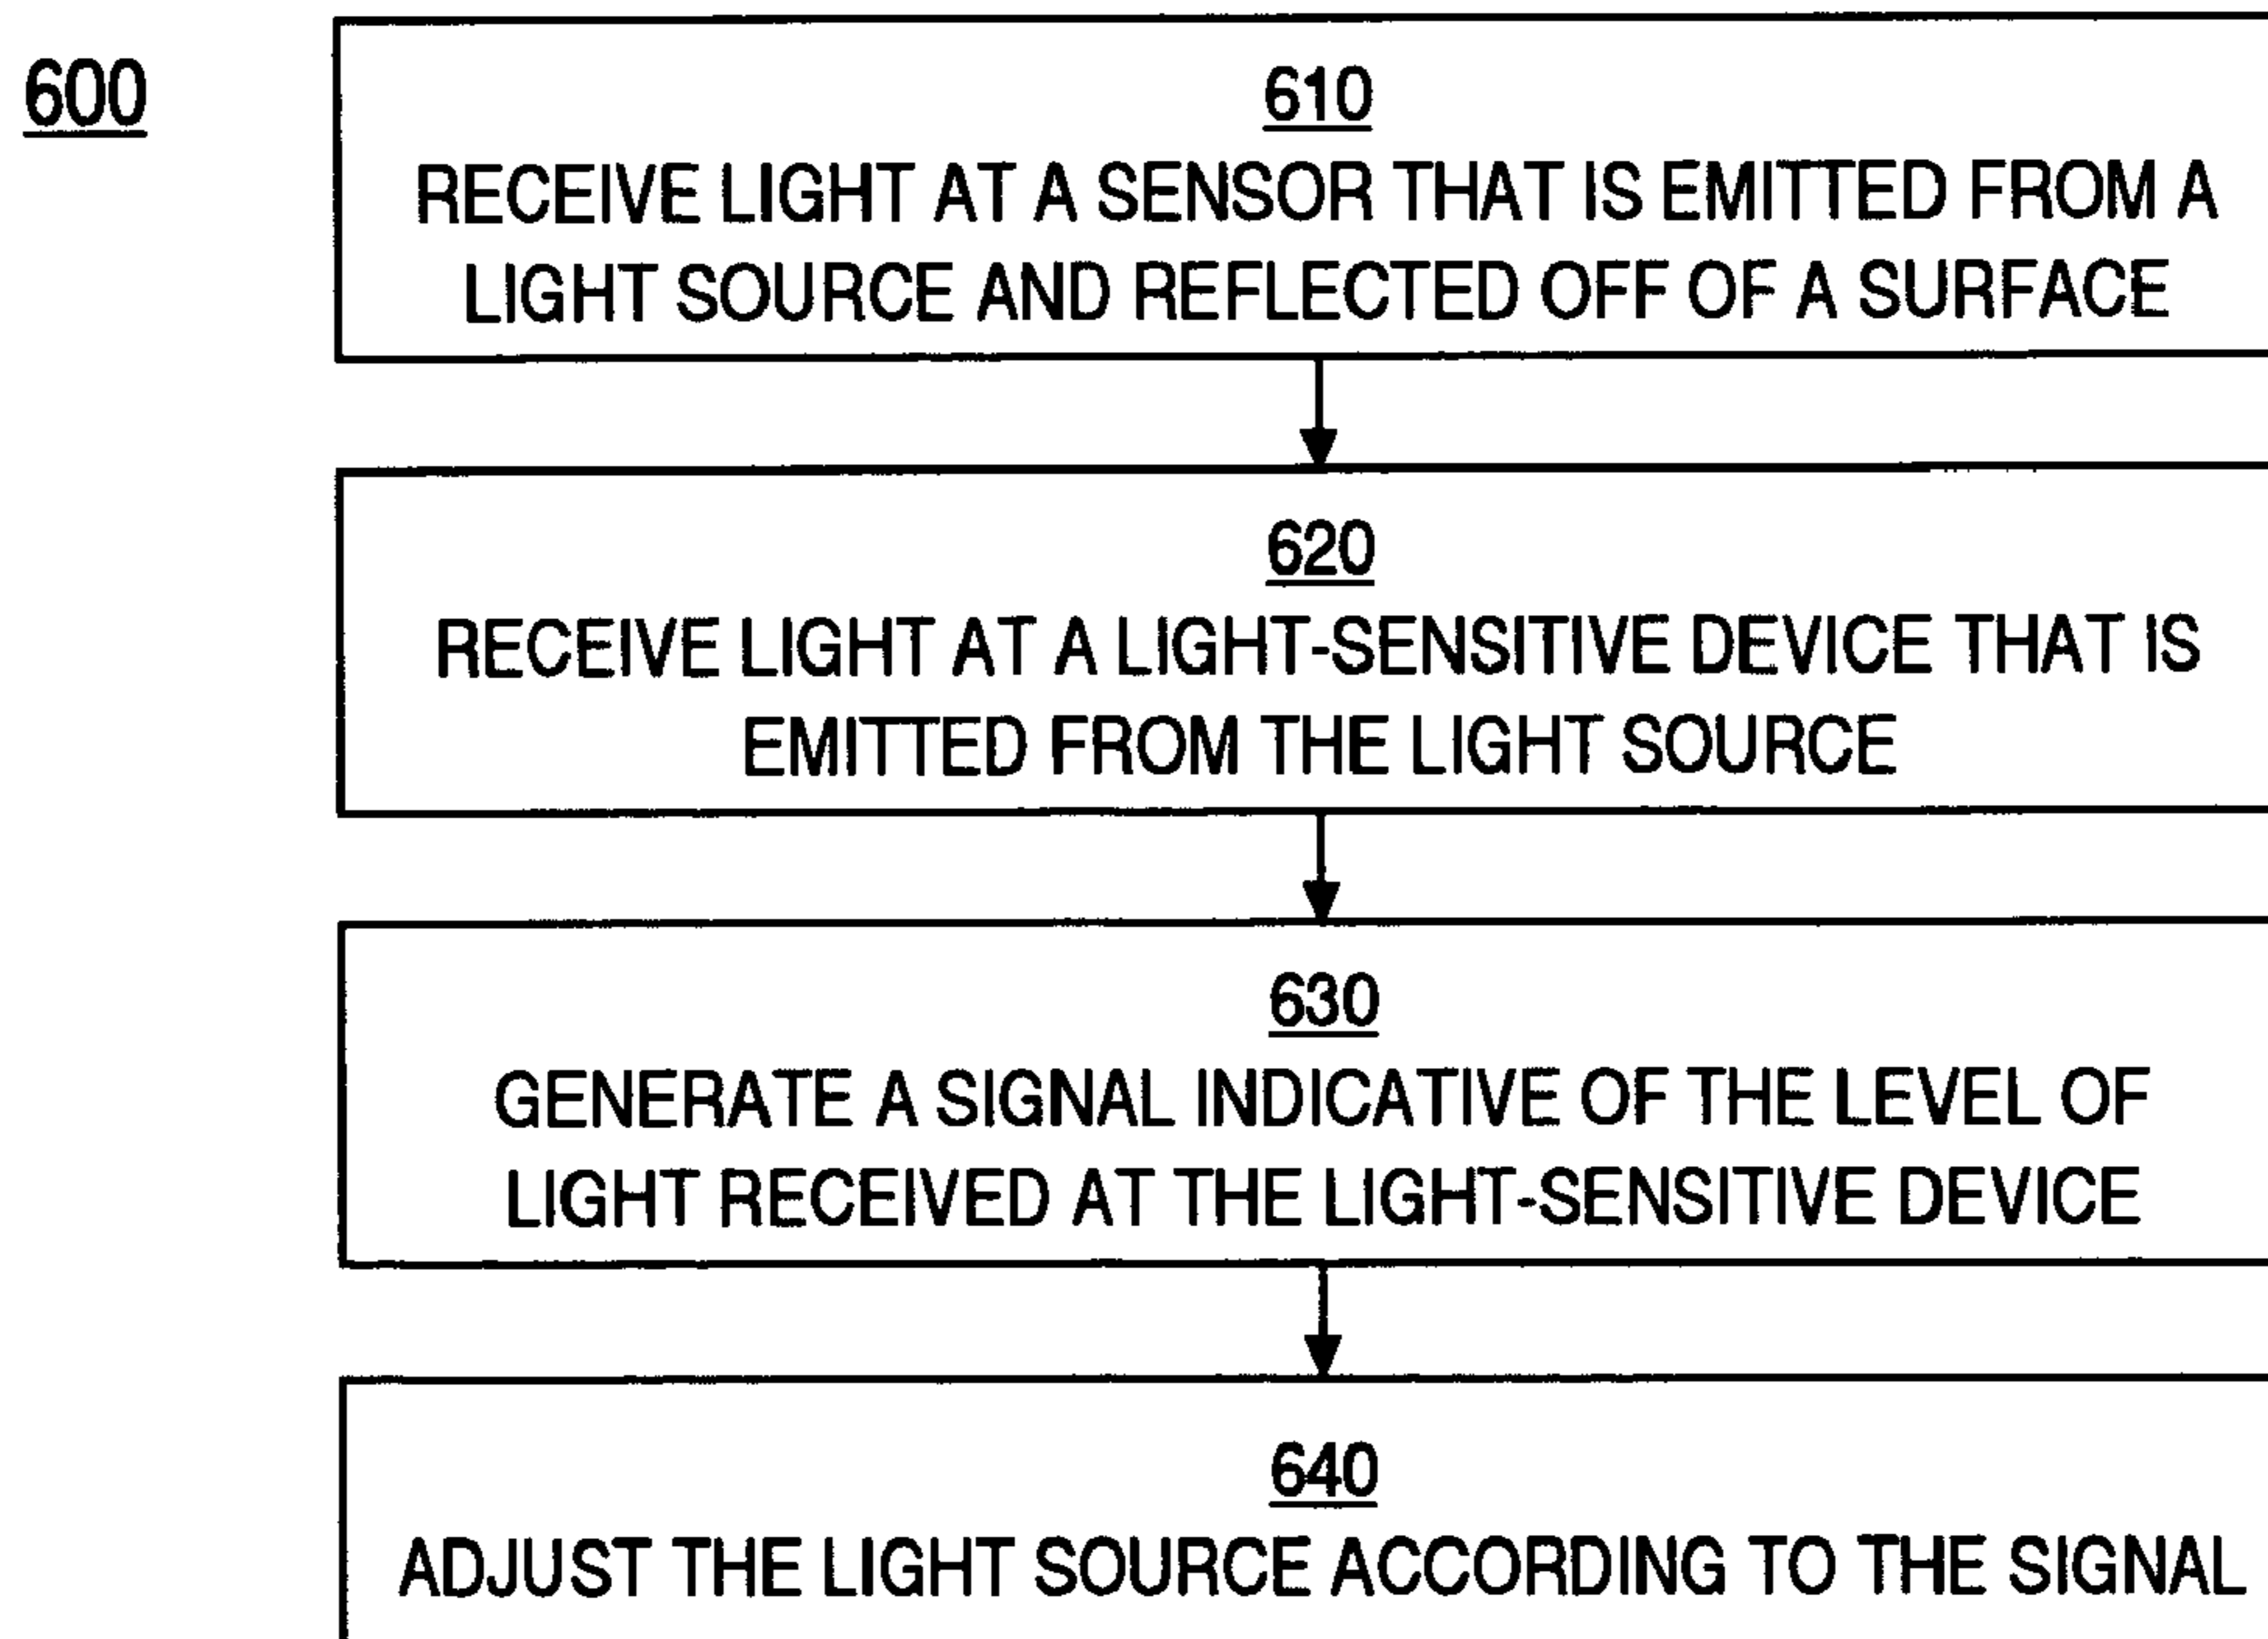 600
610
RECEIVE LIGHT AT A SENSOR THAT IS EMITTED FROM A
LIGHT SOURCE AND REFLECTED OFF OF A SURFACE
620
RECEIVE LIGHT AT A LIGHT-SENSITIVE DEVICE THAT IS
EMITTED FROM THE LIGHT SOURCE
630
GENERATE A SIGNAL INDICATIVE OF THE LEVEL OF
LIGHT RECEIVED AT THE LIGHT-SENSITIVE DEVICE
640
ADJUST THE LIGHT SOURCE ACCORDING TO THE SIGNAL